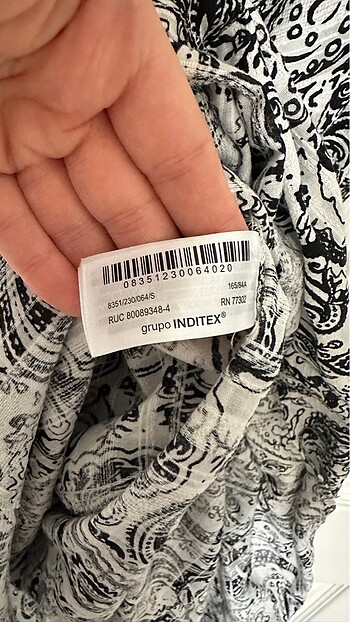 08351230064020
8351/230/064/S 165/84A
RUC 80089348-4 RN 77302
grupo INDITEX®